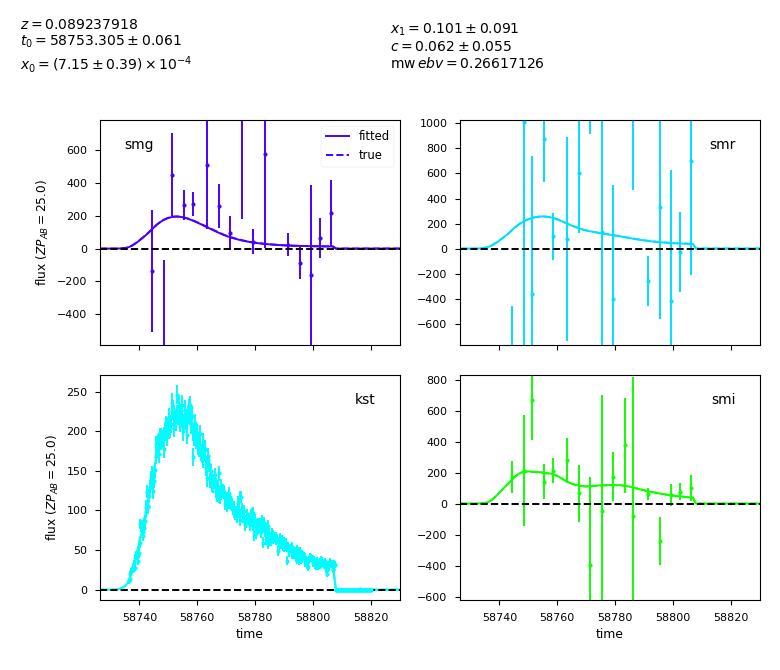 z = 0.089237918
t₀ = 58753.305 ± 0.061
x₀ = (7.15 ± 0.39) × 10⁻⁴
x₁ = 0.101 ± 0.091
c = 0.062 ± 0.055
mw ebv = 0.26617126
smg
fitted
true
600
400
200
0
−200
−400
flux (ZP_AB = 25.0)
smr
1000
800
600
400
200
0
−200
−400
−600
kst
250
200
150
100
50
0
flux (ZP_AB = 25.0)
58740 58760 58780 58800 58820
time
smi
800
600
400
200
0
−200
−400
−600
58740 58760 58780 58800 58820
time